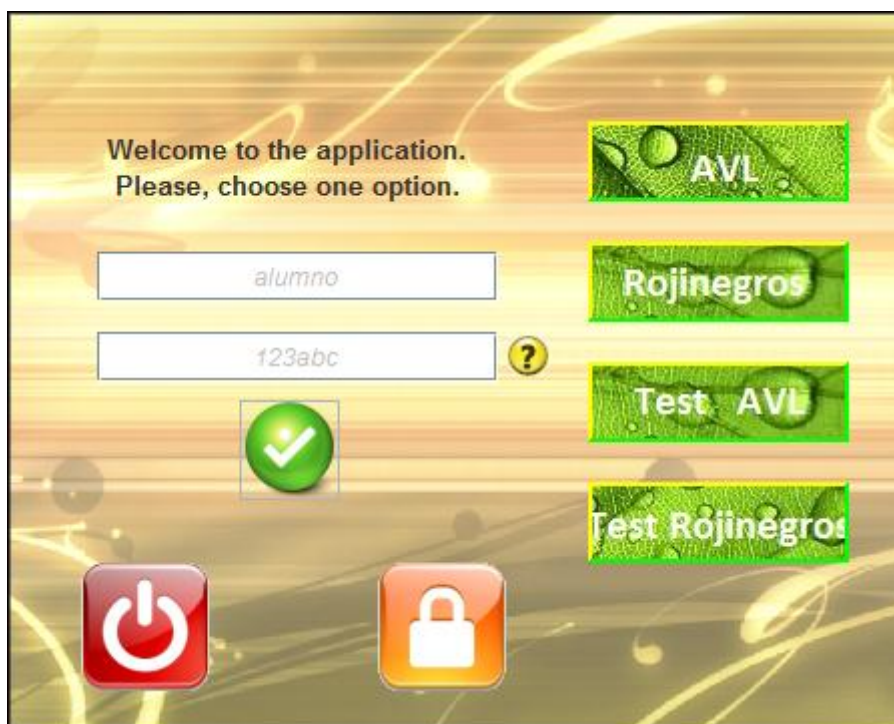 Welcome to the application.
Please, choose one option.
alumno
123abc
?
AVL
Rojinegros
Test AVL
Test Rojinegros